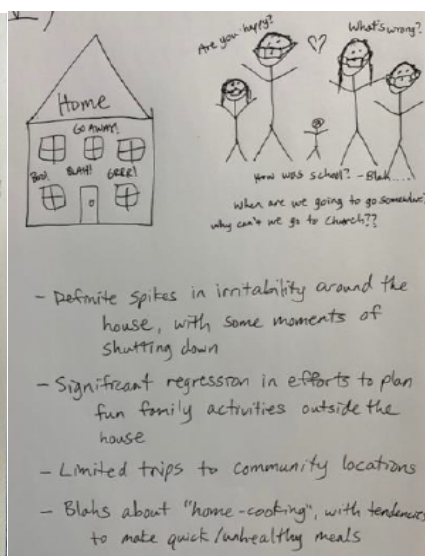 Are you happy?
What's wrong?
Home
GO AWAY!
BOO!
BLAH!
GRRR!
How was school? - Blah....
When are we going to go somewhere?
Why can't we go to Church??
- Definite spikes in irritability around the
house, with some moments of
shutting down
- Significant regression in efforts to plan
fun family activities outside the
house
- Limited trips to community locations
- Blahs about "home-cooking", with tendencies
to make quick/unhealthy meals